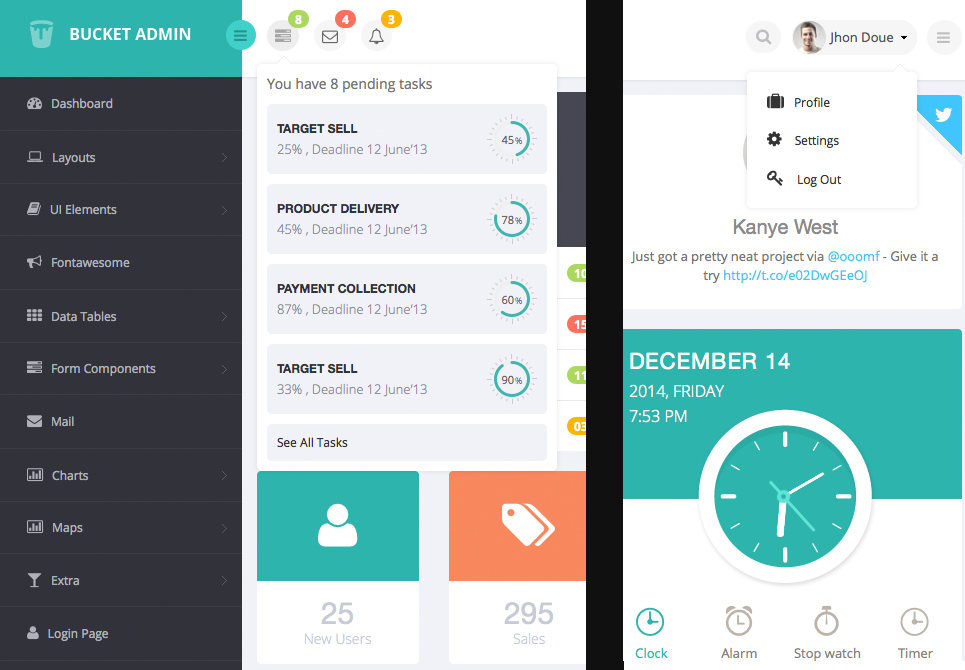 BUCKET ADMIN
8
4
3
Dashboard
Layouts
UI Elements
Fontawesome
Data Tables
Form Components
Mail
Charts
Maps
Extra
Login Page
You have 8 pending tasks
TARGET SELL
25% , Deadline 12 June'13
45%
PRODUCT DELIVERY
45% , Deadline 12 June'13
78%
PAYMENT COLLECTION
87% , Deadline 12 June'13
60%
TARGET SELL
33% , Deadline 12 June'13
90%
See All Tasks
10
15
11
03
25
New Users
295
Sales
Jhon Doue
Profile
Settings
Log Out
Kanye West
Just got a pretty neat project via @ooomf - Give it a
try http://t.co/e02DwGEeOJ
DECEMBER 14
2014, FRIDAY
7:53 PM
Clock
Alarm
Stop watch
Timer